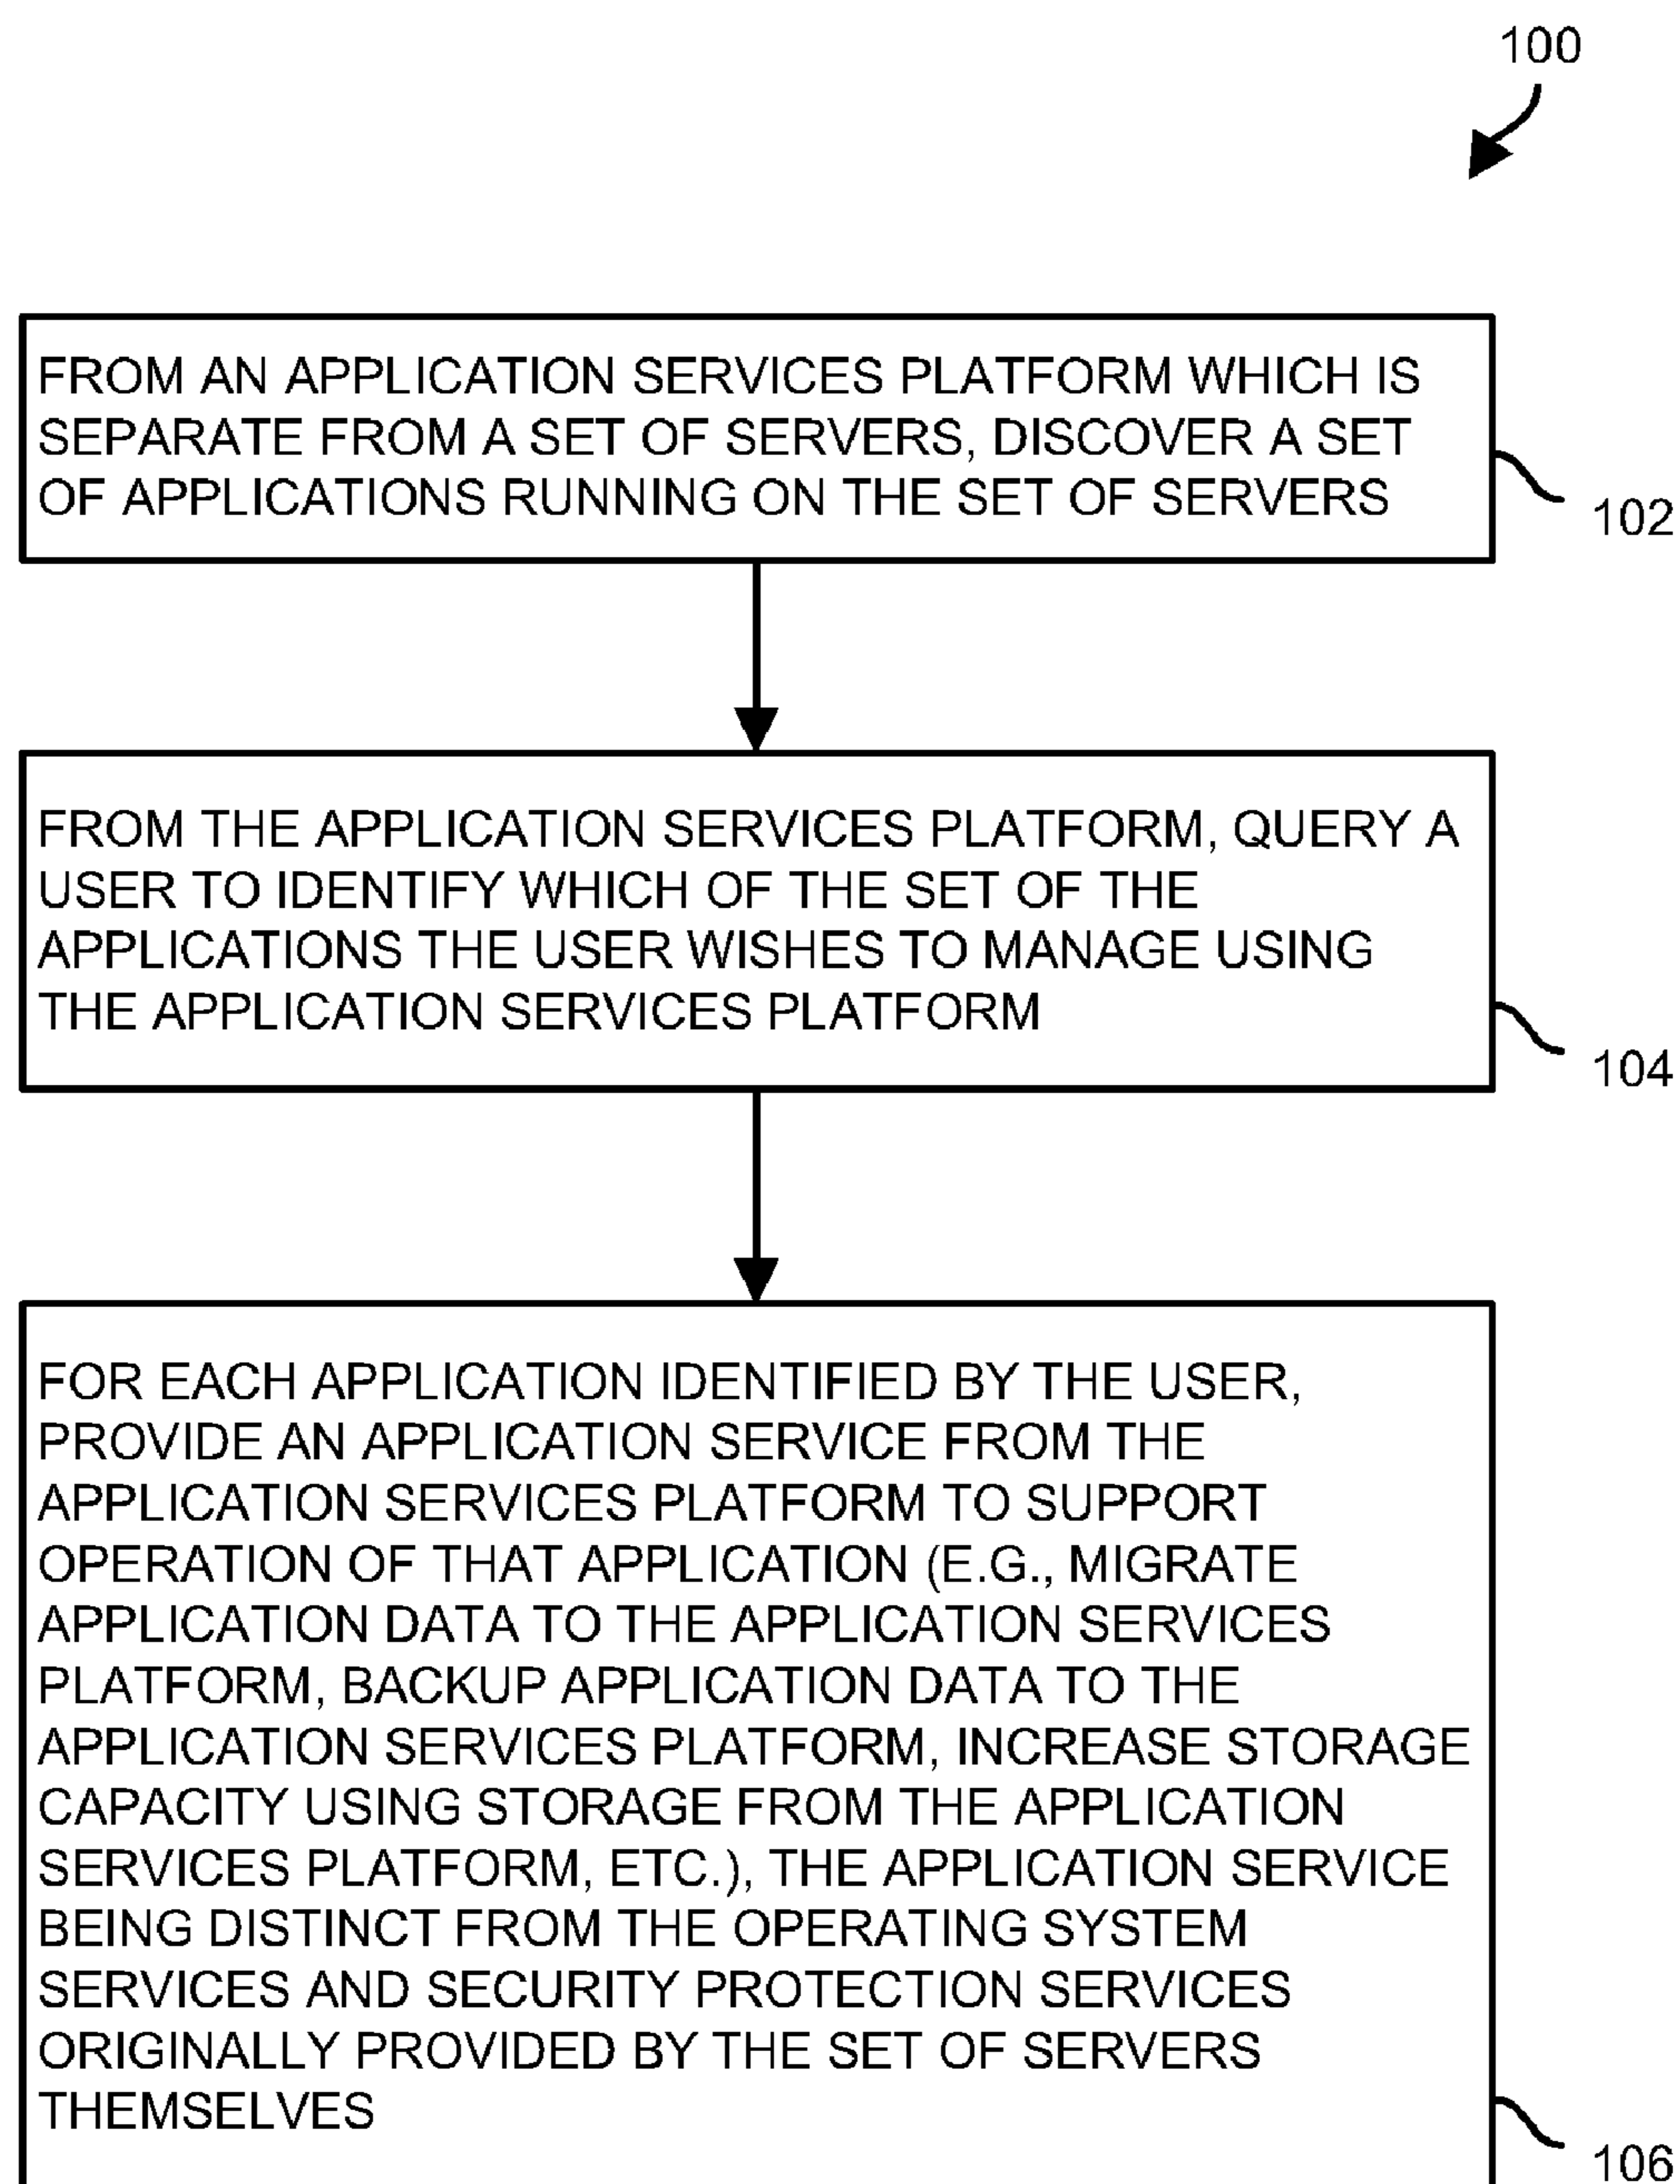 100
FROM AN APPLICATION SERVICES PLATFORM WHICH IS
SEPARATE FROM A SET OF SERVERS, DISCOVER A SET
OF APPLICATIONS RUNNING ON THE SET OF SERVERS
102
FROM THE APPLICATION SERVICES PLATFORM, QUERY A
USER TO IDENTIFY WHICH OF THE SET OF THE
APPLICATIONS THE USER WISHES TO MANAGE USING
THE APPLICATION SERVICES PLATFORM
104
FOR EACH APPLICATION IDENTIFIED BY THE USER,
PROVIDE AN APPLICATION SERVICE FROM THE
APPLICATION SERVICES PLATFORM TO SUPPORT
OPERATION OF THAT APPLICATION (E.G., MIGRATE
APPLICATION DATA TO THE APPLICATION SERVICES
PLATFORM, BACKUP APPLICATION DATA TO THE
APPLICATION SERVICES PLATFORM, INCREASE STORAGE
CAPACITY USING STORAGE FROM THE APPLICATION
SERVICES PLATFORM, ETC.), THE APPLICATION SERVICE
BEING DISTINCT FROM THE OPERATING SYSTEM
SERVICES AND SECURITY PROTECTION SERVICES
ORIGINALLY PROVIDED BY THE SET OF SERVERS
THEMSELVES
106